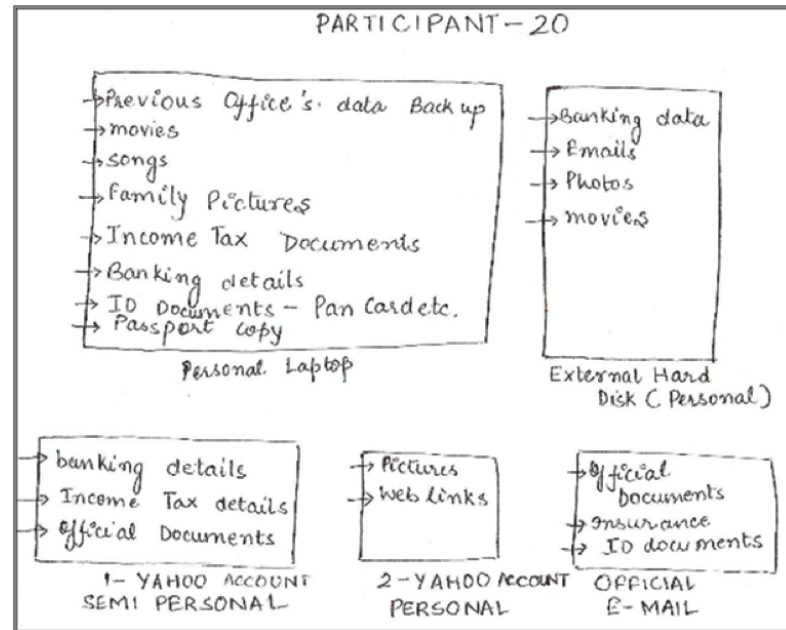 PARTICIPANT-20
→Previous Office's. data Back up
→movies
→songs
→Family Pictures
→Income Tax Documents
→Banking details
→ID Documents - Pan Card etc.
→Passport copy
Personal Laptop
→Banking data
→Emails
→Photos
→movies
External Hard
Disk (Personal)
→banking details
→Income Tax details
→Official Documents
1- YAHOO ACCOUNT
SEMI PERSONAL
→Pictures
→Web links
2-YAHOO ACCOUNT
PERSONAL
→Official
Documents
→Insurance
→ID documents
OFFICIAL
E-MAIL